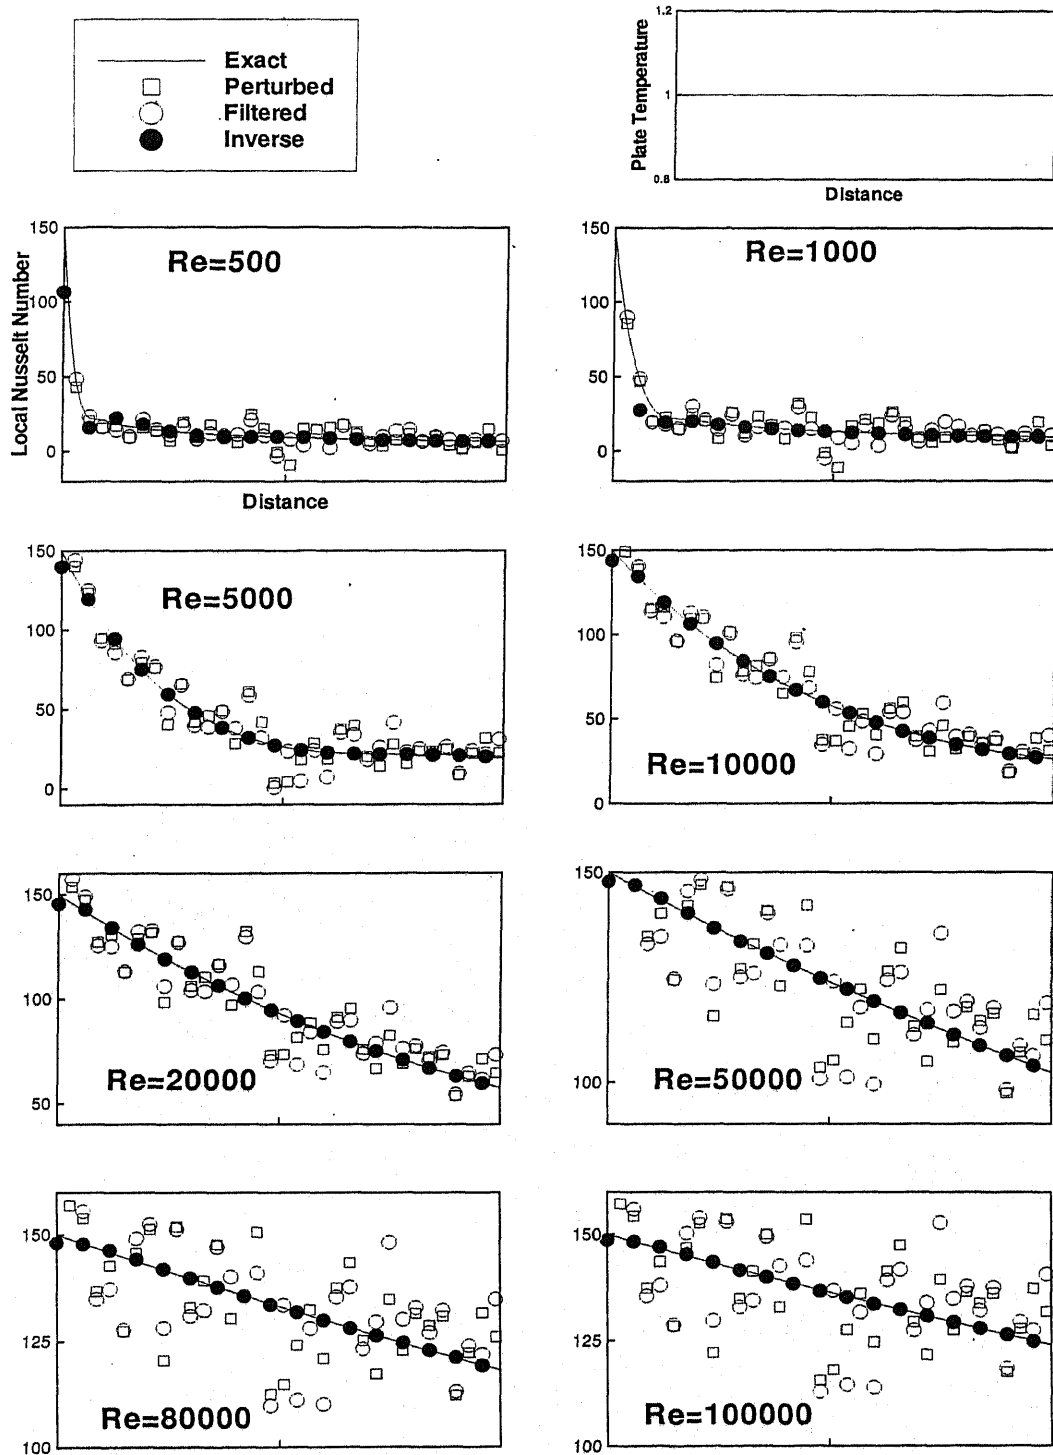 Exact
Perturbed
Filtered
Inverse
1.2
1
0.8
Plate Temperature
Distance
150
100
50
0
Local Nusselt Number
Re=500
Distance
150
100
50
0
Re=1000
150
100
50
0
Re=5000
150
100
50
0
Re=10000
150
100
50
Re=20000
150
100
Re=50000
150
125
100
Re=80000
150
125
100
Re=100000